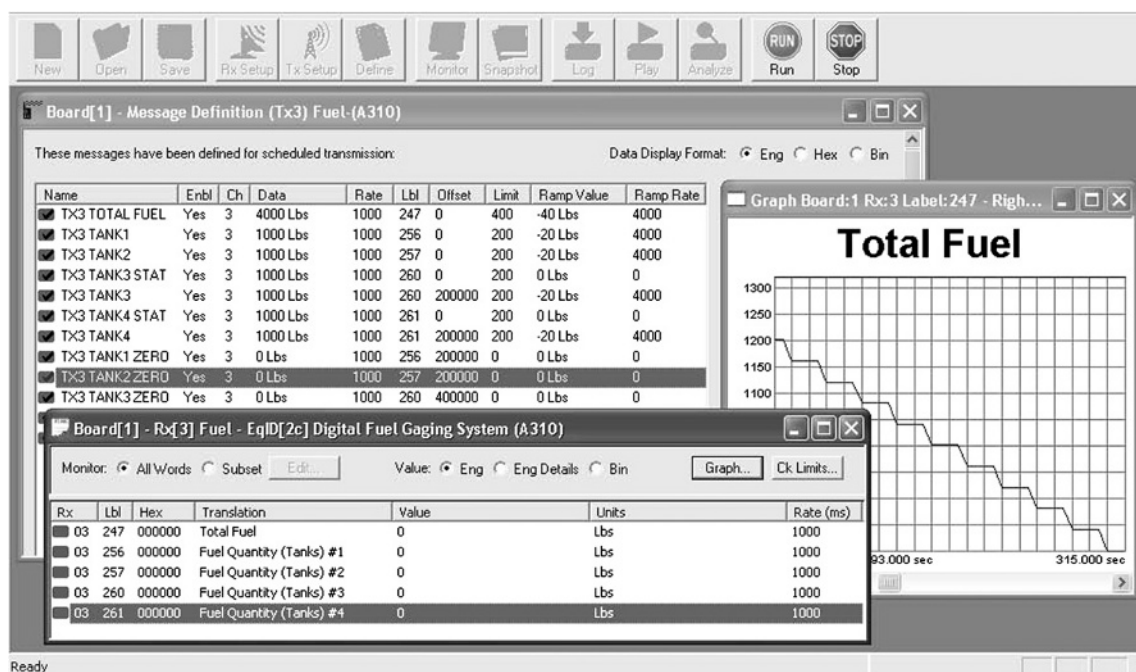 New Open Save Rx Setup Tx Setup Define Monitor Snapshot Log Play Analyze RUN Run STOP Stop
Board[1] - Message Definition (Tx3) Fuel-(A310)
These messages have been defined for scheduled transmission: Data Display Format: Eng Hex Bin
Name Enbl Ch Data Rate Lbl Offset Limit Ramp Value Ramp Rate
TX3 TOTAL FUEL Yes 3 4000 Lbs 1000 247 0 400 -40 Lbs 4000
TX3 TANK1 Yes 3 1000 Lbs 1000 256 0 200 -20 Lbs 4000
TX3 TANK2 Yes 3 1000 Lbs 1000 257 0 200 -20 Lbs 4000
TX3 TANK3 STAT Yes 3 1000 Lbs 1000 260 0 200 0 Lbs 0
TX3 TANK3 Yes 3 1000 Lbs 1000 260 200000 200 -20 Lbs 4000
TX3 TANK4 STAT Yes 3 1000 Lbs 1000 261 0 200 0 Lbs 0
TX3 TANK4 Yes 3 1000 Lbs 1000 261 200000 200 -20 Lbs 4000
TX3 TANK1 ZERO Yes 3 0 Lbs 1000 256 200000 0 0 Lbs 0
TX3 TANK2 ZERO Yes 3 0 Lbs 1000 257 200000 0 0 Lbs 0
TX3 TANK3 ZERO Yes 3 0 Lbs 1000 260 400000 0 0 Lbs 0
Graph Board:1 Rx:3 Label:247 - Righ...
Total Fuel
1300
1250
1200
1150
1100
93.000 sec 315.000 sec
Board[1] - Rx[3] Fuel - EqID[2c] Digital Fuel Gaging System (A310)
Monitor: All Words Subset Edit... Value: Eng Eng Details Bin Graph... Ck Limits...
Rx Lbl Hex Translation Value Units Rate (ms)
03 247 000000 Total Fuel 0 Lbs 1000
03 256 000000 Fuel Quantity (Tanks) #1 0 Lbs 1000
03 257 000000 Fuel Quantity (Tanks) #2 0 Lbs 1000
03 260 000000 Fuel Quantity (Tanks) #3 0 Lbs 1000
03 261 000000 Fuel Quantity (Tanks) #4 0 Lbs 1000
Ready